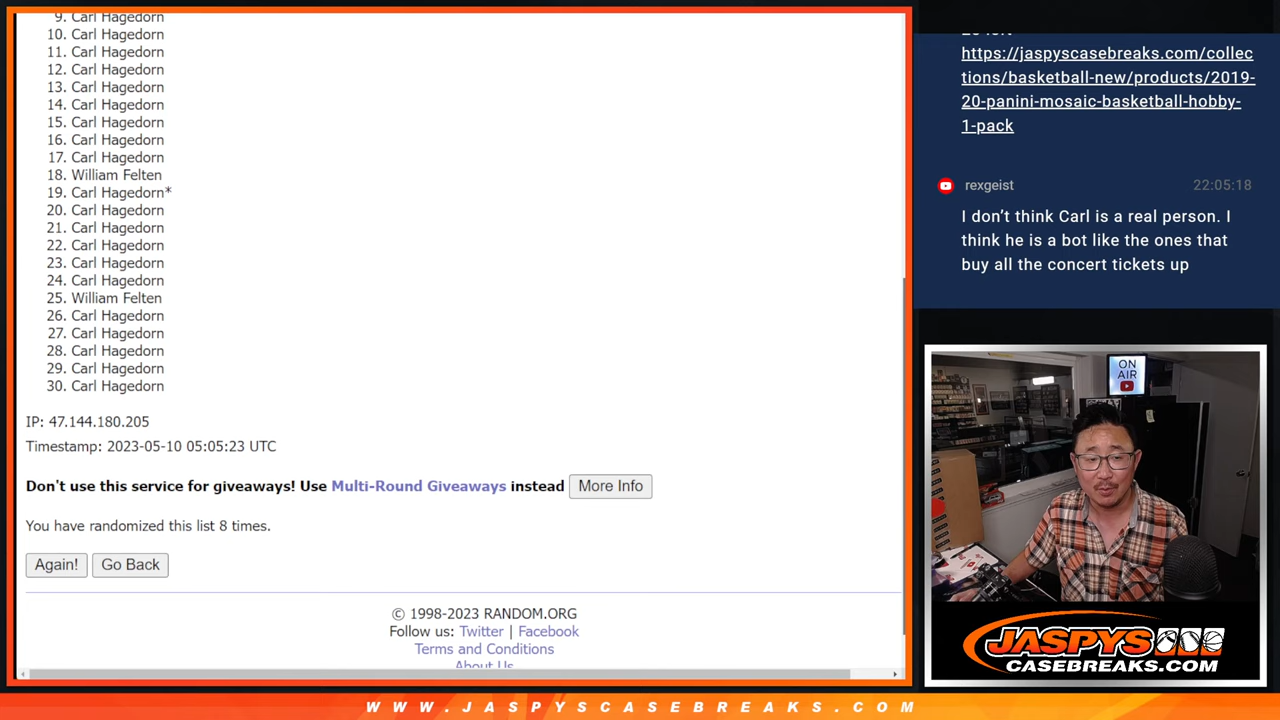 9. Carl Hagedorn
10. Carl Hagedorn
11. Carl Hagedorn
12. Carl Hagedorn
13. Carl Hagedorn
14. Carl Hagedorn
15. Carl Hagedorn
16. Carl Hagedorn
17. Carl Hagedorn
18. William Felten
19. Carl Hagedorn*
20. Carl Hagedorn
21. Carl Hagedorn
22. Carl Hagedorn
23. Carl Hagedorn
24. Carl Hagedorn
25. William Felten
26. Carl Hagedorn
27. Carl Hagedorn
28. Carl Hagedorn
29. Carl Hagedorn
30. Carl Hagedorn
IP: 47.144.180.205
Timestamp: 2023-05-10 05:05:23 UTC
Don't use this service for giveaways! Use Multi-Round Giveaways instead More Info
You have randomized this list 8 times.
Again! Go Back
© 1998-2023 RANDOM.ORG
Follow us: Twitter | Facebook
Terms and Conditions
About Us
https://jaspyscasebreaks.com/collec
tions/basketball-new/products/2019-
20-panini-mosaic-basketball-hobby-
1-pack
rexgeist 22:05:18
I don't think Carl is a real person. I
think he is a bot like the ones that
buy all the concert tickets up
ON
AIR
JASPYS
CASEBREAKS.COM
WWW.JASPYSCASEBREAKS.COM